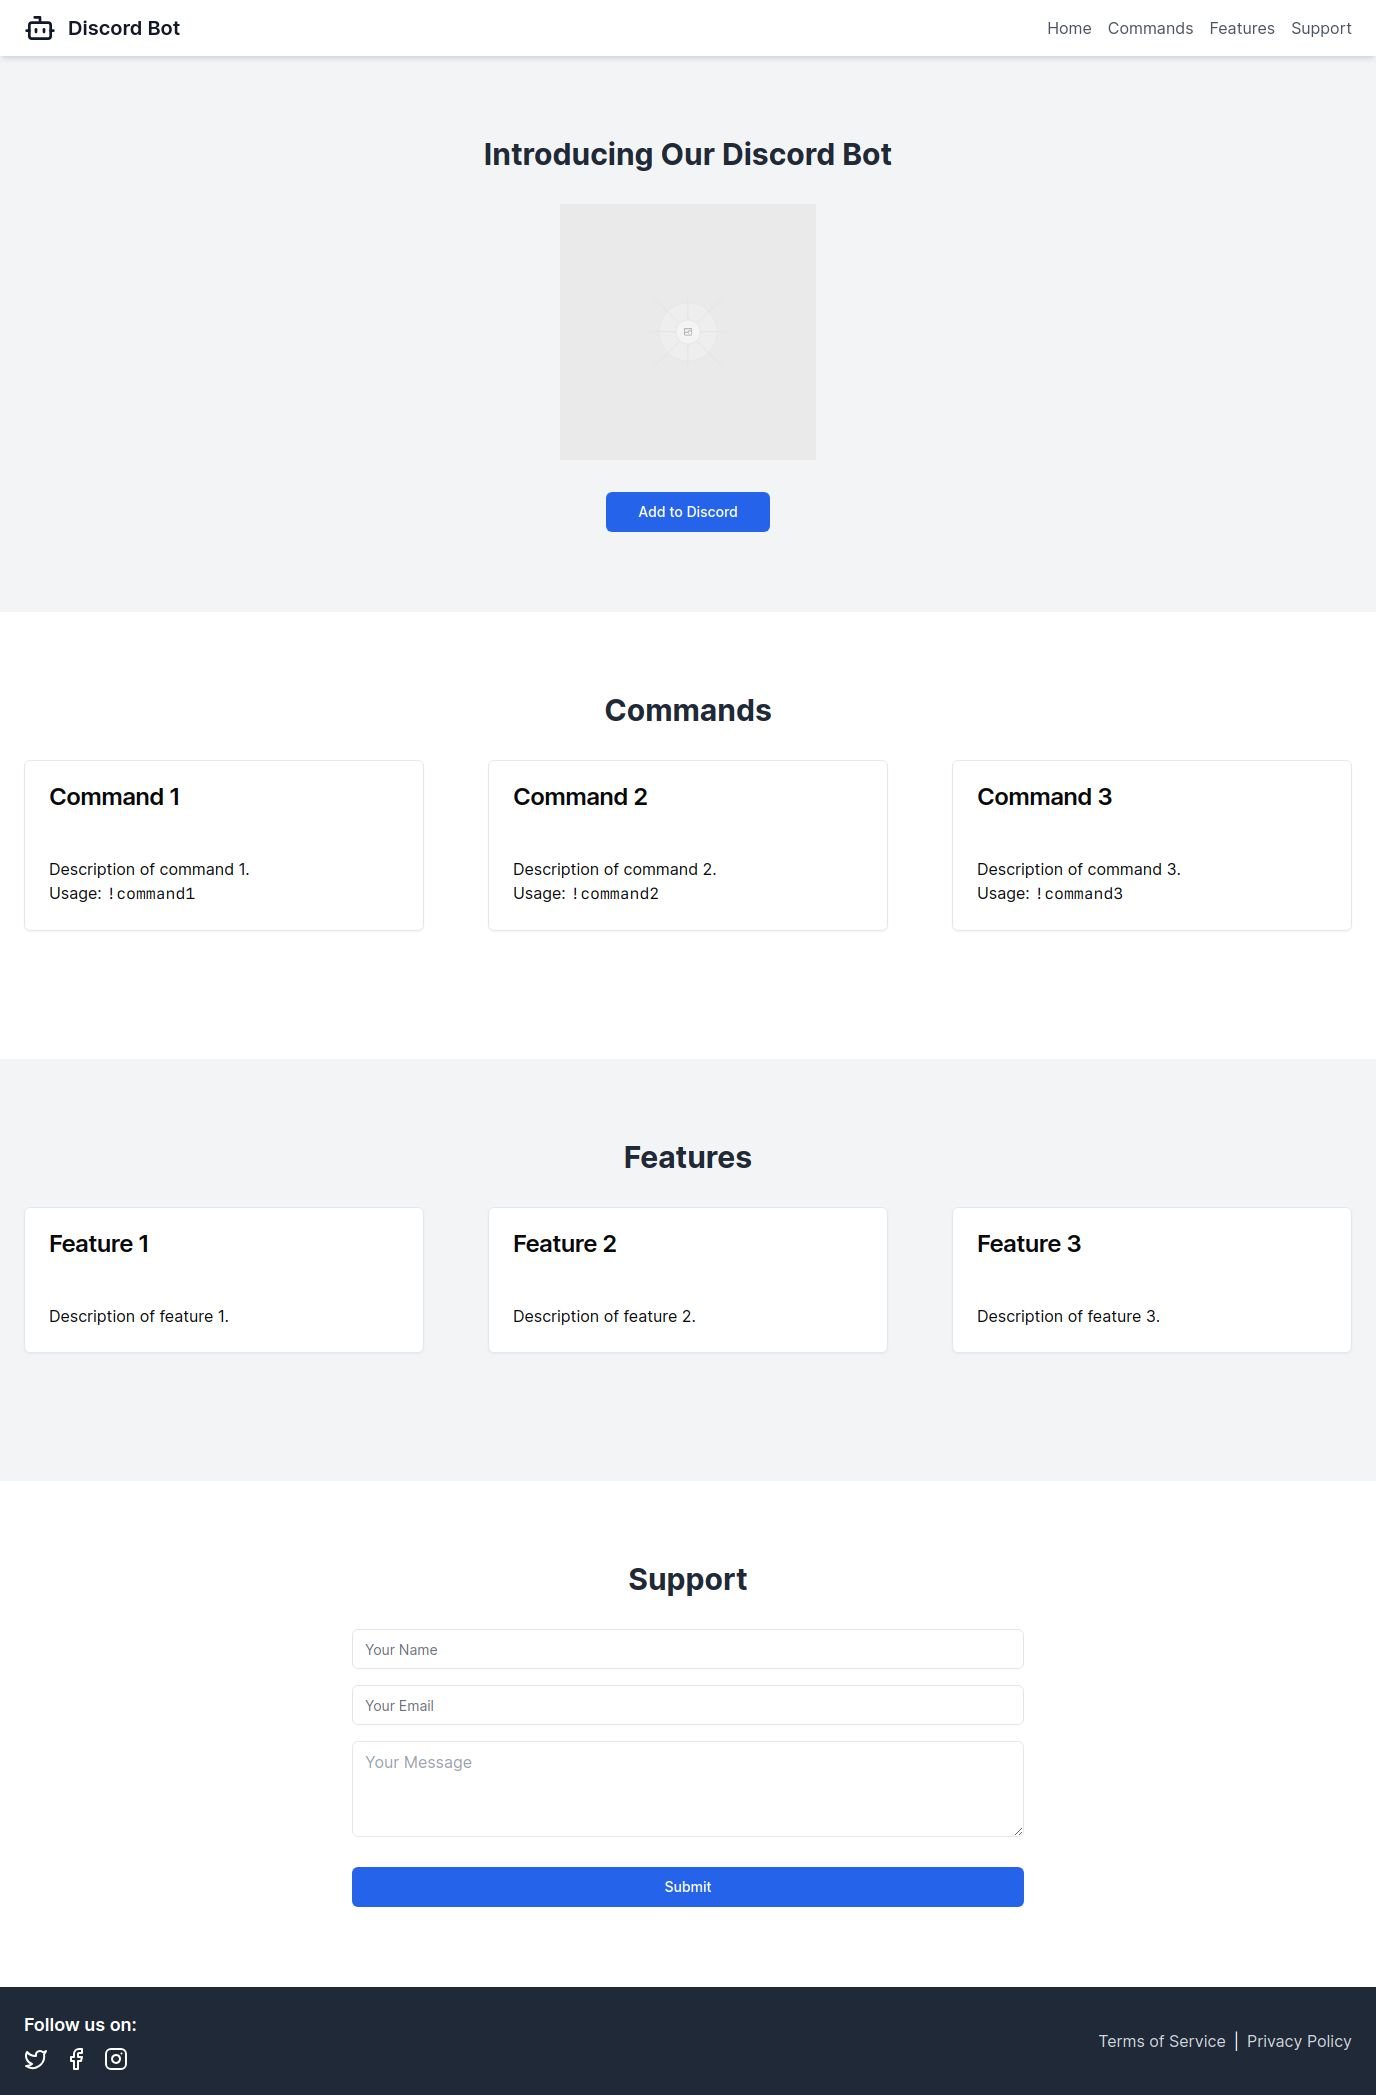 Discord Bot
Home Commands Features Support
Introducing Our Discord Bot
Add to Discord
Commands
Command 1
Description of command 1.
Usage: !command1
Command 2
Description of command 2.
Usage: !command2
Command 3
Description of command 3.
Usage: !command3
Features
Feature 1
Description of feature 1.
Feature 2
Description of feature 2.
Feature 3
Description of feature 3.
Support
Your Name
Your Email
Your Message
Submit
Follow us on:
Terms of Service | Privacy Policy